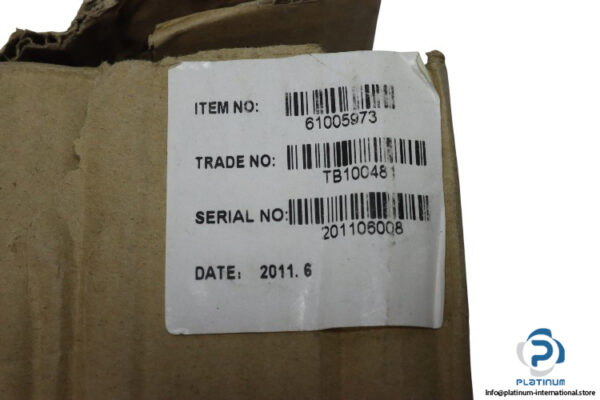 ITEM NO:
61005973
TRADE NO:
TB100481
SERIAL NO:
201106008
DATE: 2011. 6
PLATINUM
Info@platinum-international.store